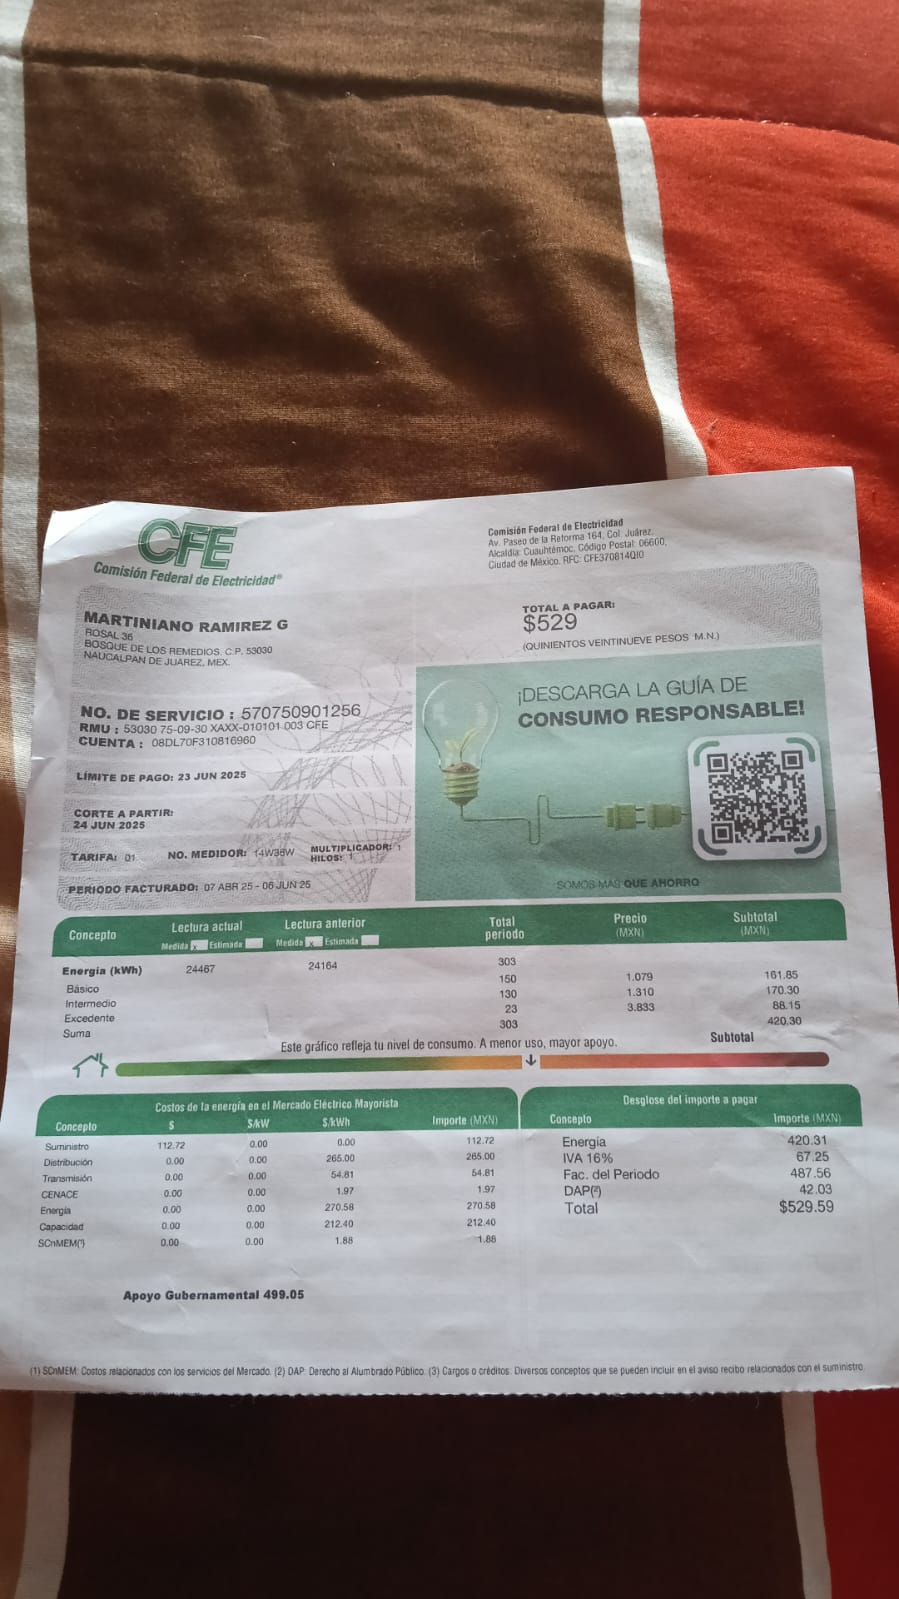 CFE
Comisión Federal de Electricidad®
Comisión Federal de Electricidad
Av. Paseo de la Reforma 164, Col. Juárez,
Alcaldía: Cuauhtémoc, Código Postal: 06600,
Ciudad de México. RFC: CFE370814QI0
MARTINIANO RAMIREZ G
ROSAL 36
BOSQUE DE LOS REMEDIOS. C.P. 53030
NAUCALPAN DE JUAREZ, MEX.
TOTAL A PAGAR:
$529
(QUINIENTOS VEINTINUEVE PESOS M.N.)
NO. DE SERVICIO : 570750901256
RMU : 53030 75-09-30 XAXX-010101 003 CFE
CUENTA : 08DL70F310816960
LÍMITE DE PAGO: 23 JUN 2025
CORTE A PARTIR:
24 JUN 2025
TARIFA: 01 NO. MEDIDOR: 14W35W MULTIPLICADOR: 1
HILOS: 1
PERIODO FACTURADO: 07 ABR 25 - 06 JUN 25
¡DESCARGA LA GUÍA DE
CONSUMO RESPONSABLE!
SOMOS MÁS QUE AHORRO
Concepto Lectura actual Lectura anterior Total periodo Precio (MXN) Subtotal (MXN)
Medida x Estimada Medida x Estimada
Energía (kWh) 24467 24164 303
Básico 150 1.079 161.85
Intermedio 130 1.310 170.30
Excedente 23 3.833 88.15
Suma 303 420.30
Este gráfico refleja tu nivel de consumo. A menor uso, mayor apoyo. Subtotal
Costos de la energía en el Mercado Eléctrico Mayorista
Concepto $ $/kW $/kWh Importe (MXN)
Suministro 112.72 0.00 0.00 112.72
Distribución 0.00 0.00 265.00 265.00
Transmisión 0.00 0.00 54.81 54.81
CENACE 0.00 0.00 1.97 1.97
Energía 0.00 0.00 270.58 270.58
Capacidad 0.00 0.00 212.40 212.40
SCnMEM(¹) 0.00 0.00 1.88 1.88
Apoyo Gubernamental 499.05
Desglose del importe a pagar
Concepto Importe (MXN)
Energía 420.31
IVA 16% 67.25
Fac. del Periodo 487.56
DAP(²) 42.03
Total $529.59
(1) SCnMEM: Costos relacionados con los servicios del Mercado. (2) DAP: Derecho al Alumbrado Público. (3) Cargos o créditos: Diversos conceptos que se pueden incluir en el aviso recibo relacionados con el suministro.